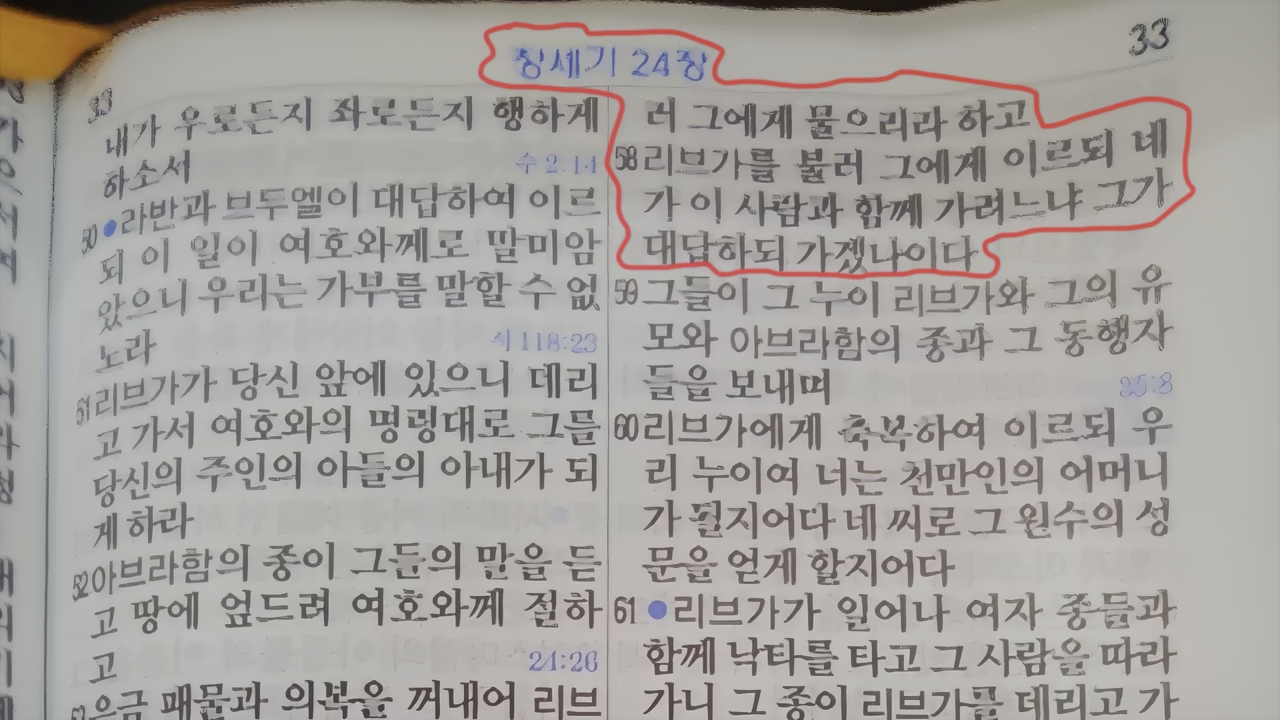 창세기 24장
33
33
내가 우로든지 좌로든지 행하게
하소서
수 2:14
50 ●라반과 브두엘이 대답하여 이르
되 이 일이 여호와께로 말미암
았으니 우리는 가부를 말할 수 없
노라
시 118:23
51 리브가가 당신 앞에 있으니 데리
고 가서 여호와의 명령대로 그를
당신의 주인의 아들의 아내가 되
게 하라
52 아브라함의 종이 그들의 말을 듣
고 땅에 엎드려 여호와께 절하
고
24:26
은금 패물과 의복을 꺼내어 리브
러 그에게 물으리라 하고
58 리브가를 불러 그에게 이르되 네
가 이 사람과 함께 가려느냐 그가
대답하되 가겠나이다
59 그들이 그 누이 리브가와 그의 유
모와 아브라함의 종과 그 동행자
들을 보내며
35:8
60 리브가에게 축복하여 이르되 우
리 누이여 너는 천만인의 어머니
가 될지어다 네 씨로 그 원수의 성
문을 얻게 할지어다
61 ●리브가가 일어나 여자 종들과
함께 낙타를 타고 그 사람을 따라
가니 그 종이 리브가를 데리고 가